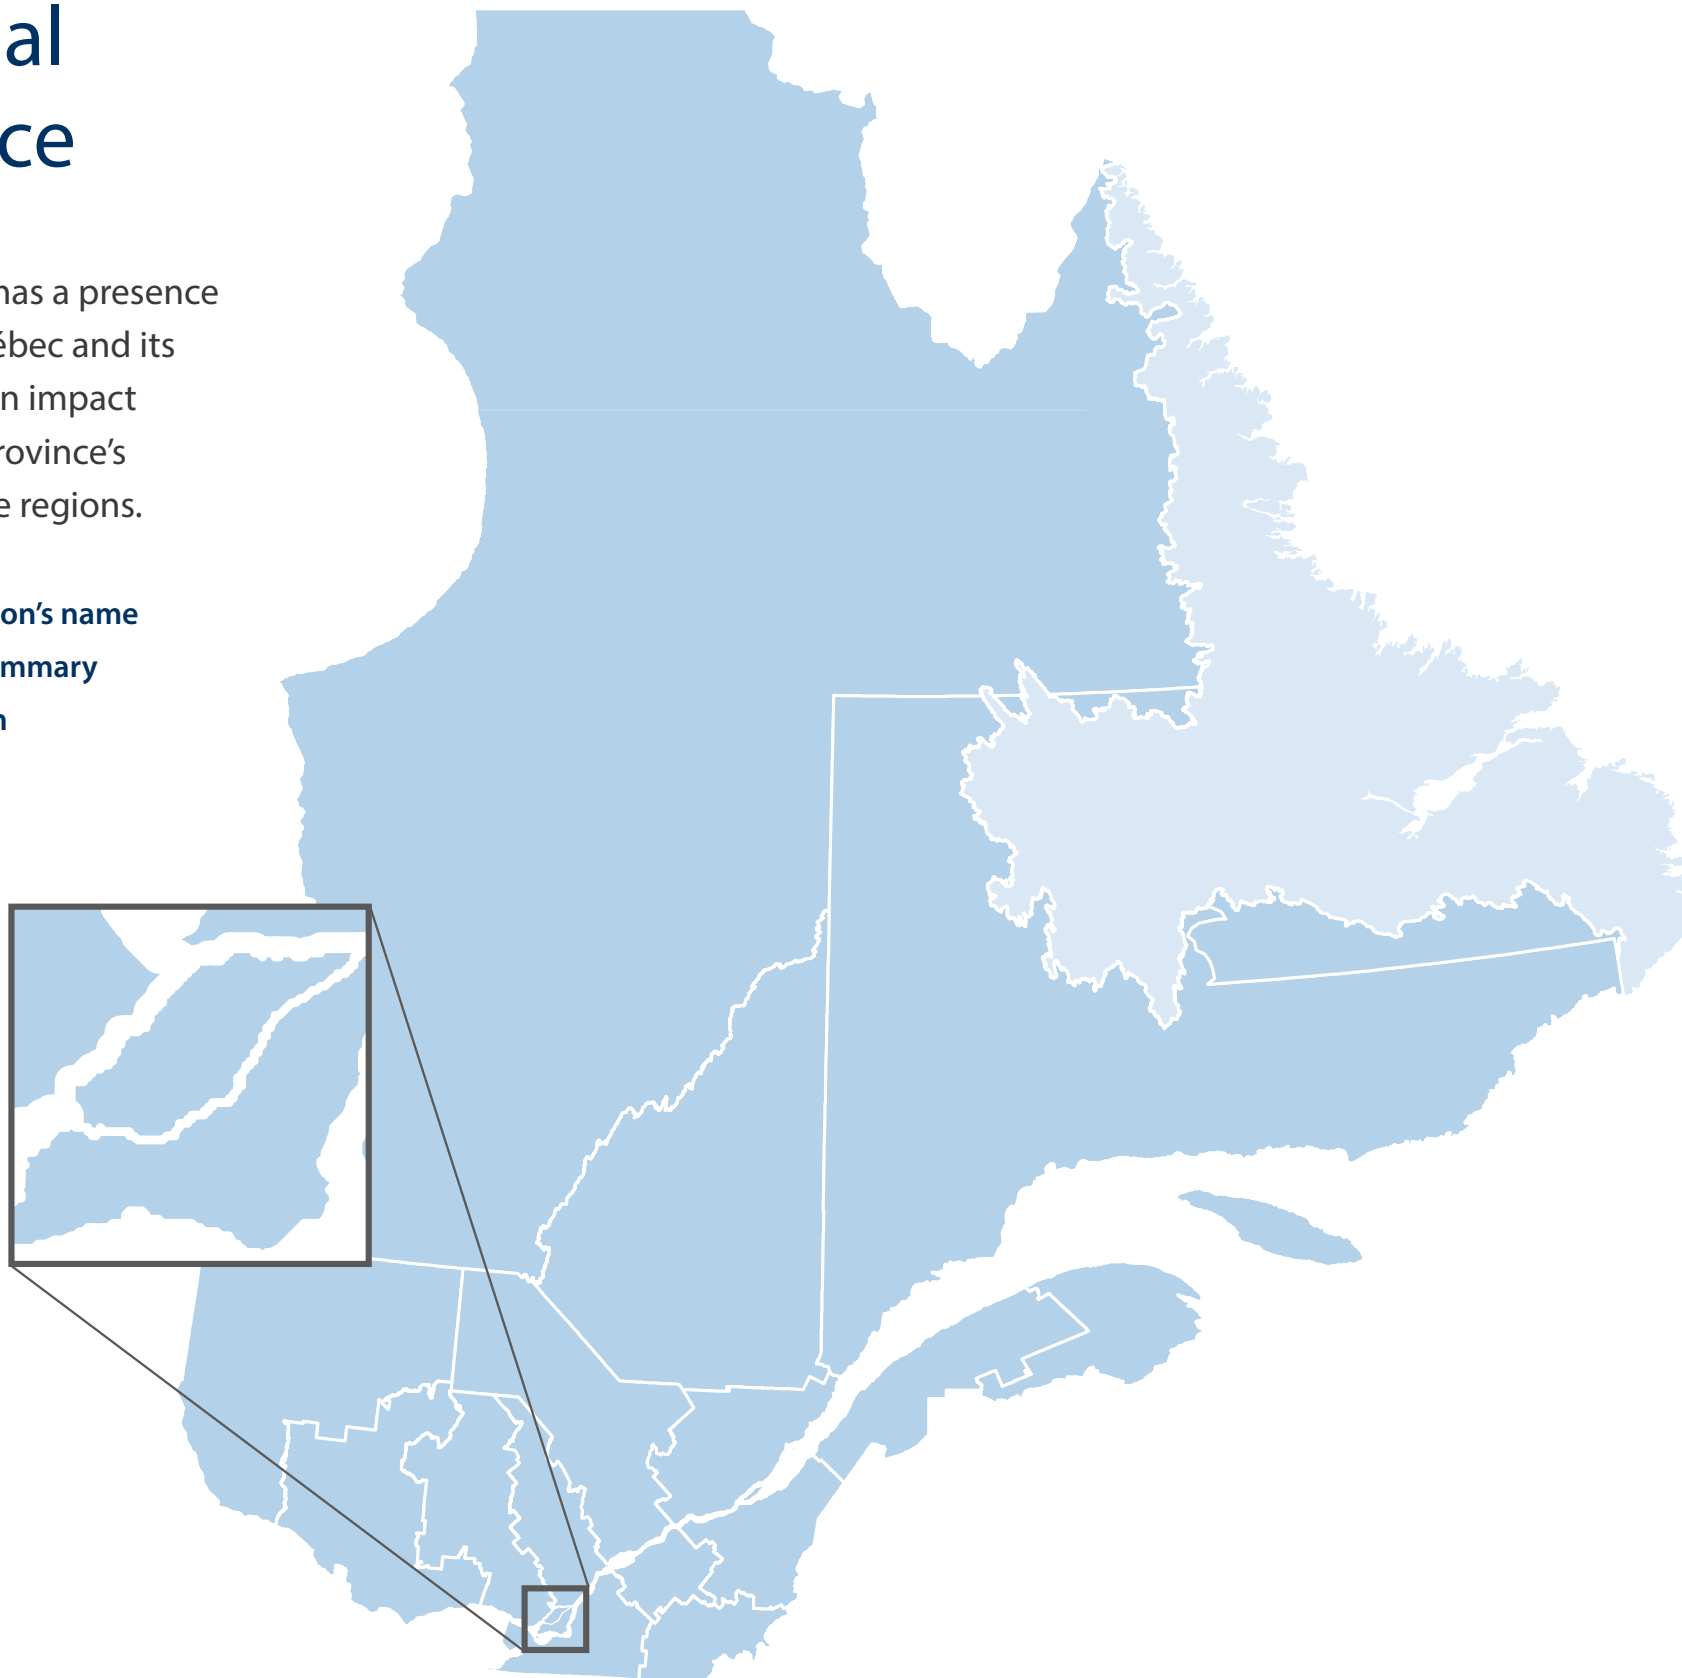 al
ce
has a presence
ébec and its
n impact
rovince's
e regions.
on's name
mmary
n